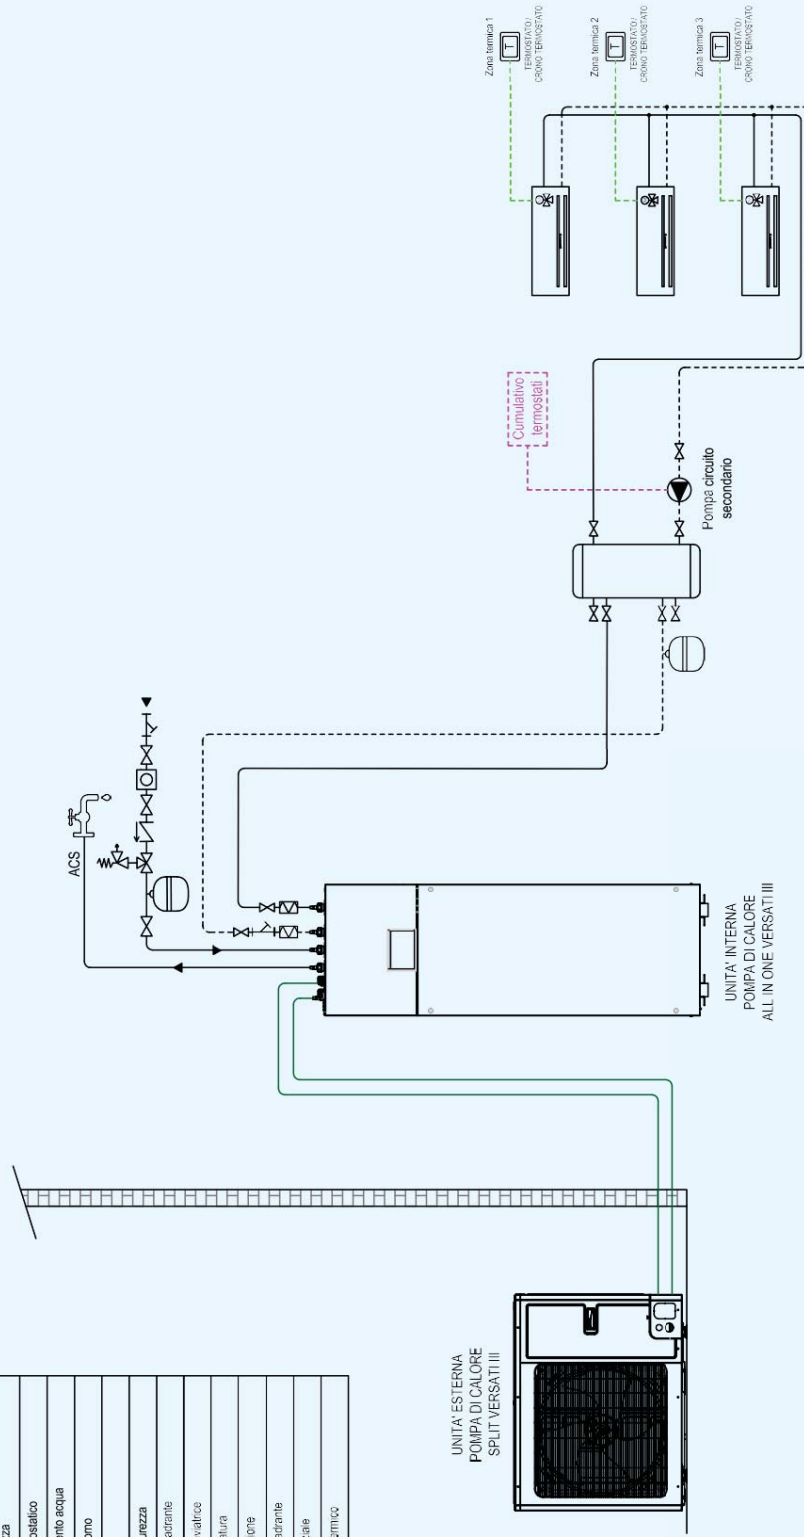 Zona termica 1
T
TERMOSTATO/
CRONO TERMOSTATO
Zona termica 2
T
TERMOSTATO/
CRONO TERMOSTATO
Zona termica 3
T
TERMOSTATO/
CRONO TERMOSTATO
Cumulativo
termostati
Pompa circuito
secondario
ACS
UNITA' INTERNA
POMPA DI CALORE
ALL IN ONE VERSATI III
UNITA' ESTERNA
POMPA DI CALORE
SPLIT VERSATI III